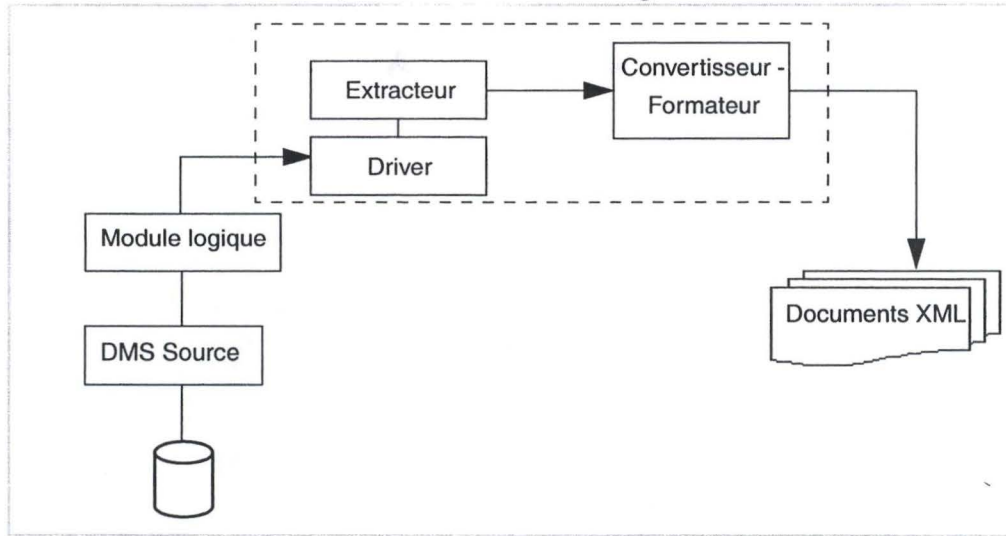 Extracteur
Convertisseur -
Formateur
Driver
Module logique
DMS Source
Documents XML